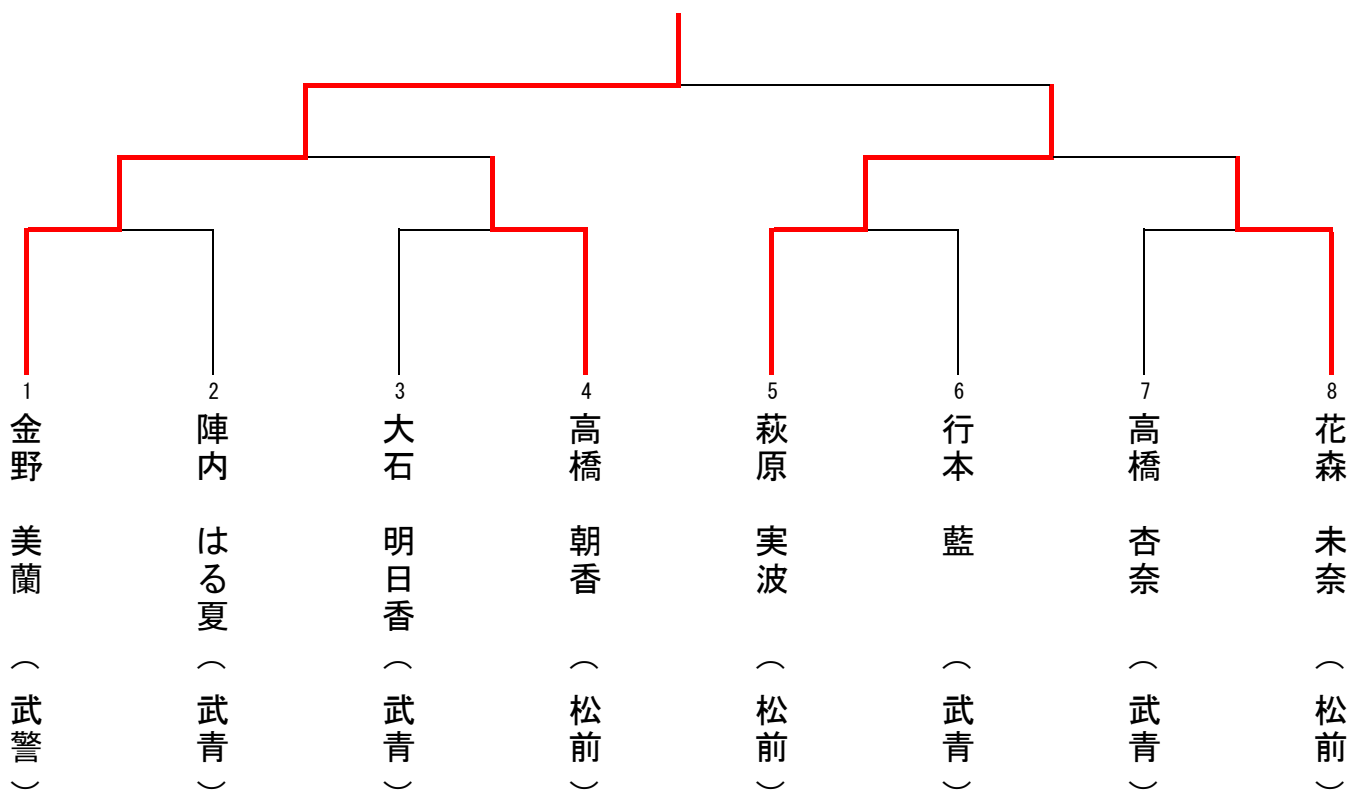 1
金野 美蘭 （武警）
2
陣内 はる夏（武青）
3
大石 明日香（武青）
4
高橋 朝香 （松前）
5
萩原 実波 （松前）
6
行本 藍 （武青）
7
高橋 杏奈 （武青）
8
花森 未奈 （松前）